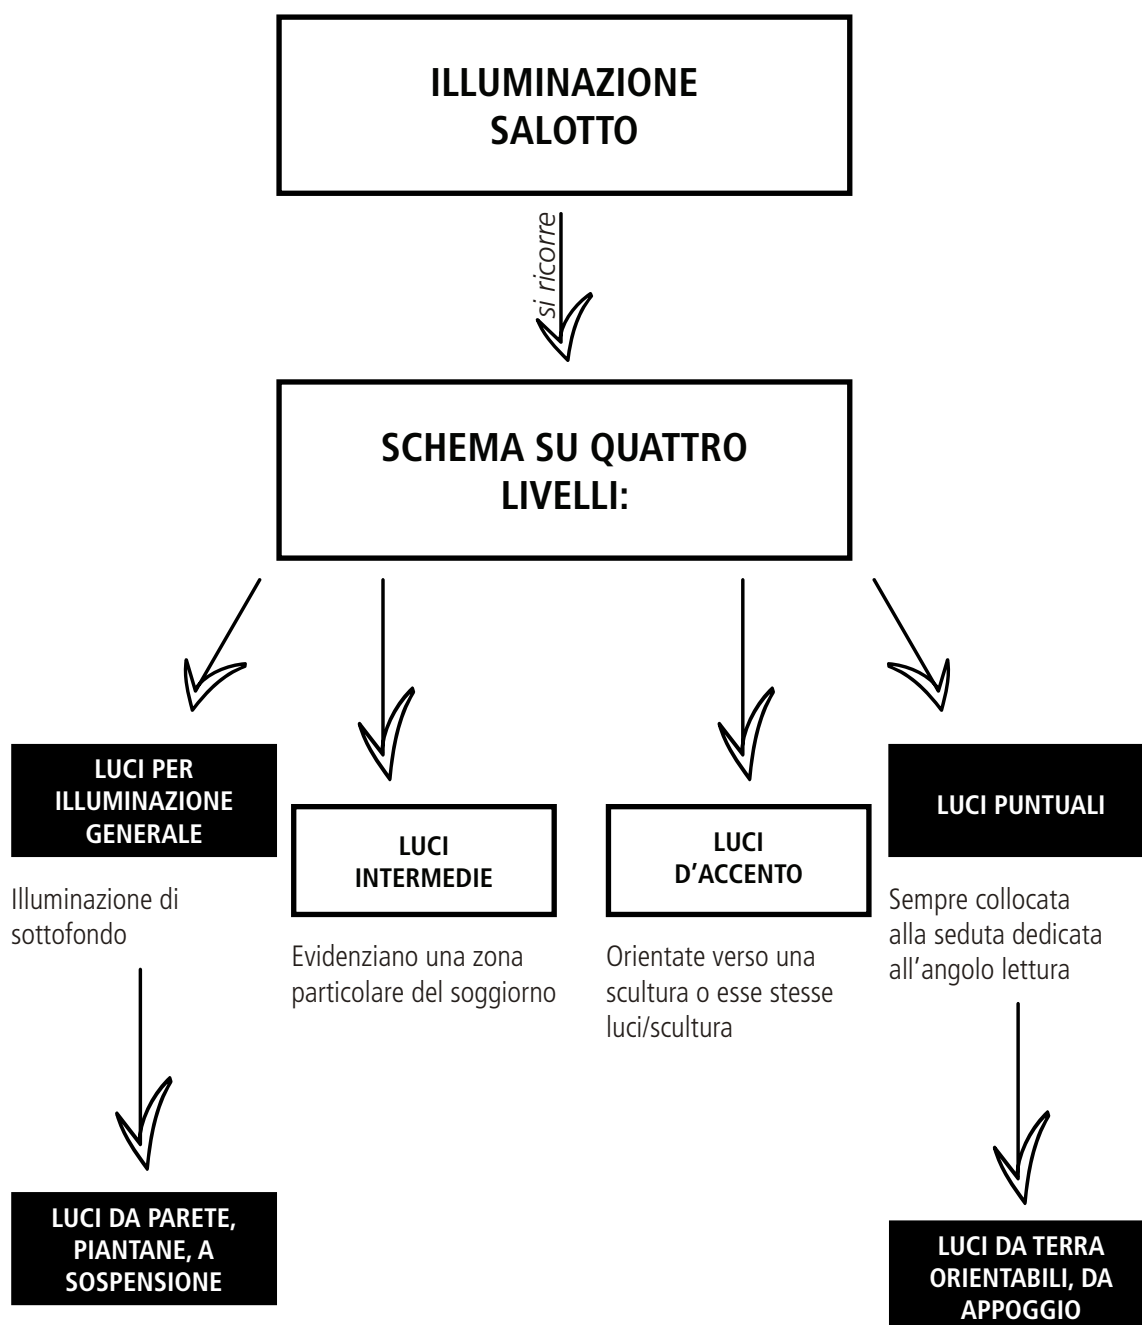 ILLUMINAZIONE
SALOTTO
si ricorre
SCHEMA SU QUATTRO
LIVELLI:
LUCI PER
ILLUMINAZIONE
GENERALE
Illuminazione di
sottofondo
LUCI DA PARETE,
PIANTANE, A
SOSPENSIONE
LUCI
INTERMEDIE
Evidenziano una zona
particolare del soggiorno
LUCI
D’ACCENTO
Orientate verso una
scultura o esse stesse
luci/scultura
LUCI PUNTUALI
Sempre collocata
alla seduta dedicata
all’angolo lettura
LUCI DA TERRA
ORIENTABILI, DA
APPOGGIO